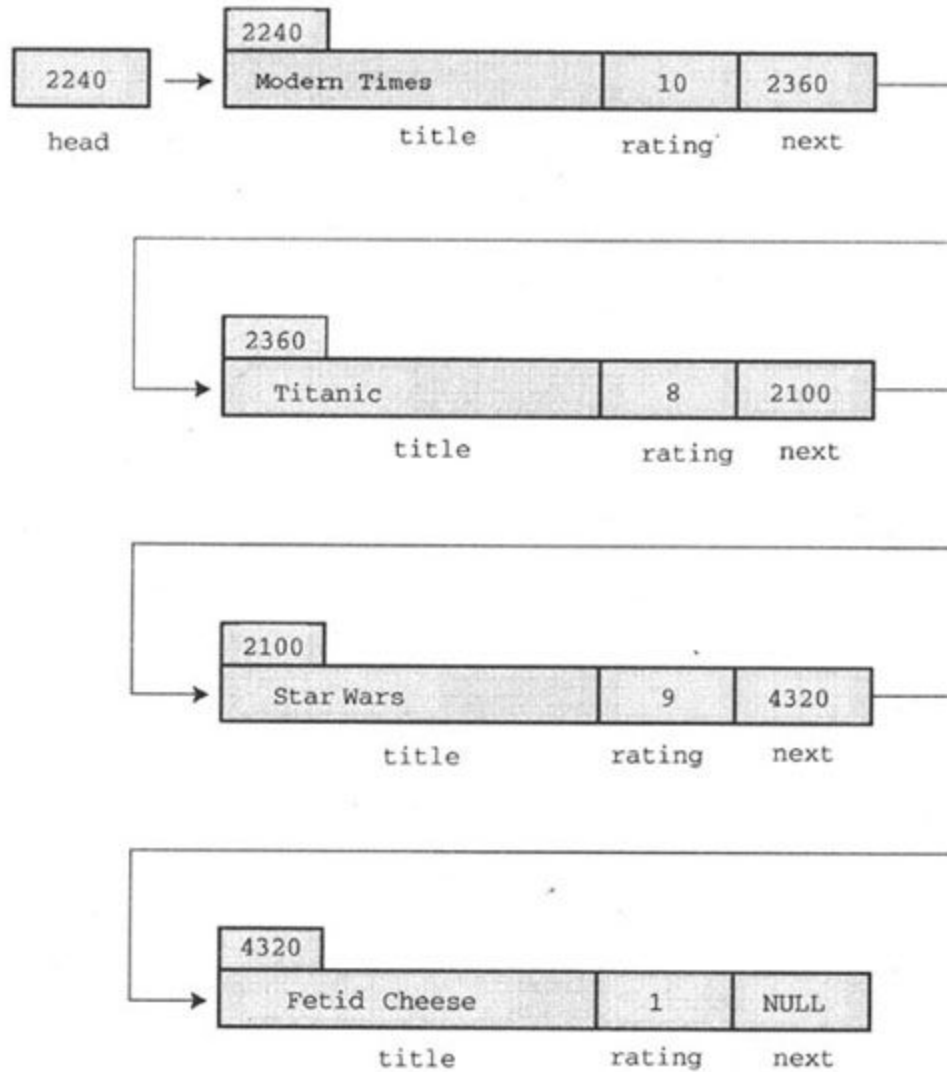 2240
2240 Modern Times 10 2360
head title rating next
2360
Titanic 8 2100
title rating next
2100
Star Wars 9 4320
title rating next
4320
Fetid Cheese 1 NULL
title rating next